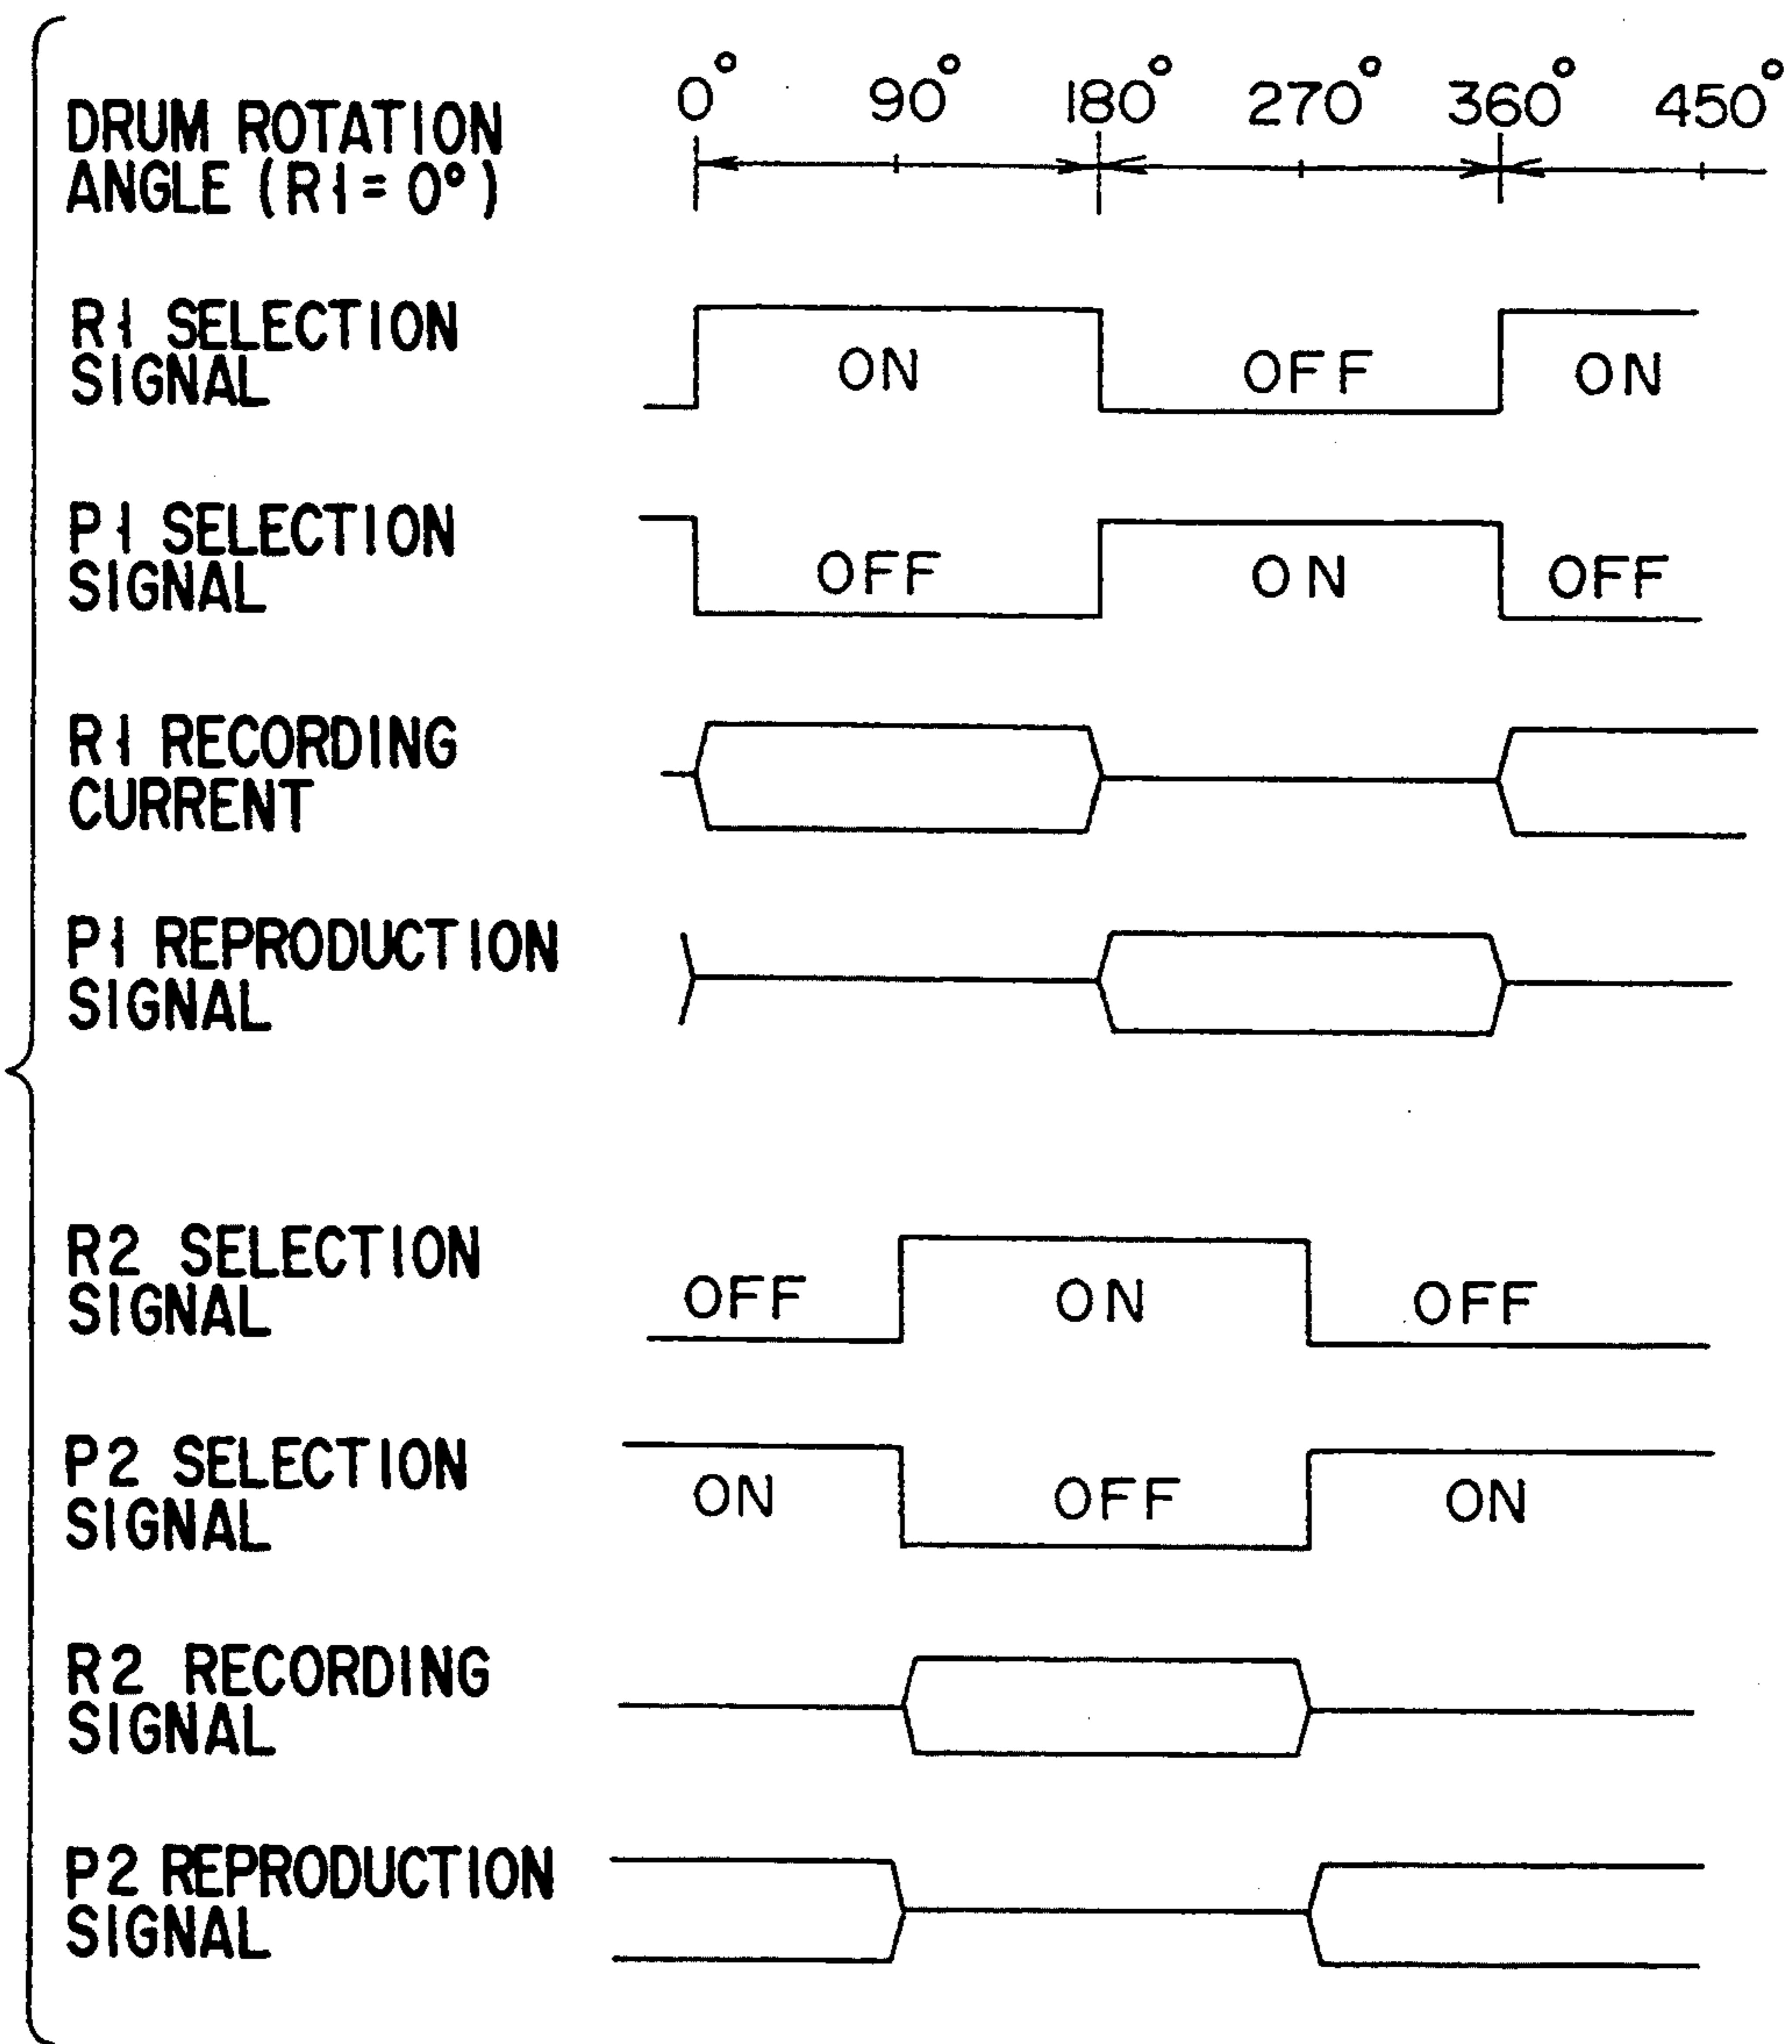 0° 90° 180° 270° 360° 450°
DRUM ROTATION
ANGLE (R1=0°)
R1 SELECTION
SIGNAL
ON OFF ON
P1 SELECTION
SIGNAL
OFF ON OFF
R1 RECORDING
CURRENT
P1 REPRODUCTION
SIGNAL
R2 SELECTION
SIGNAL
OFF ON OFF
P2 SELECTION
SIGNAL
ON OFF ON
R2 RECORDING
SIGNAL
P2 REPRODUCTION
SIGNAL